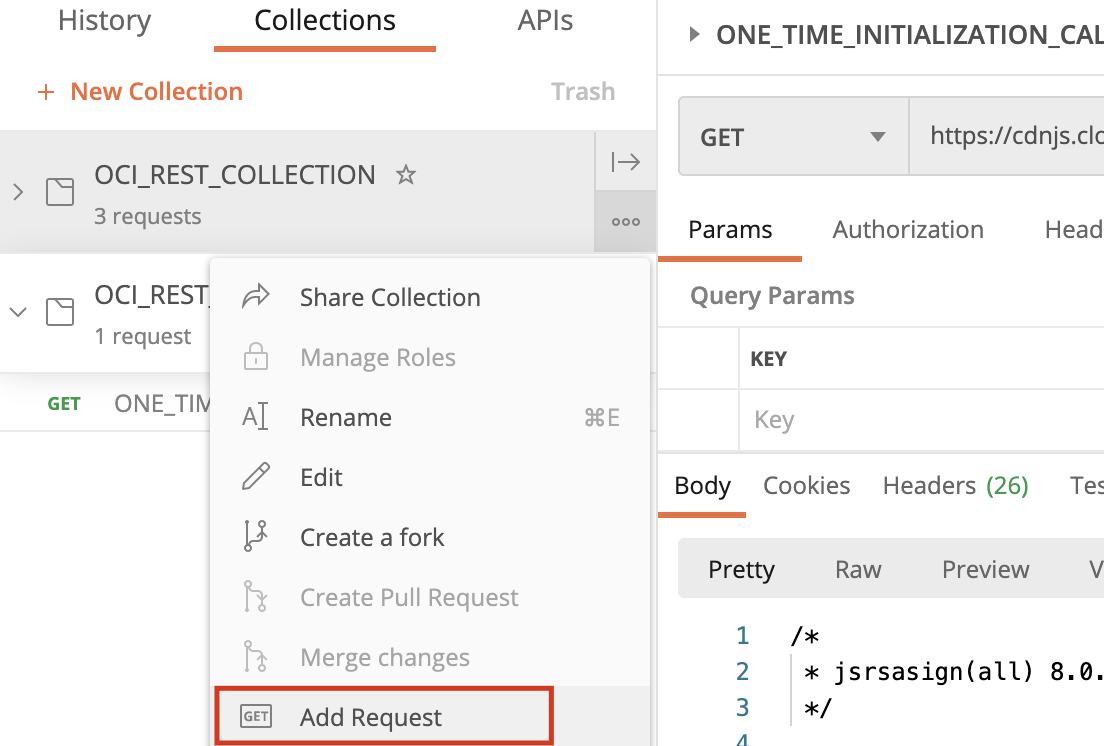 History Collections APIs
+ New Collection Trash
OCI_REST_COLLECTION
3 requests
OCI_REST_
1 request
GET ONE_TIM
Share Collection
Manage Roles
Rename ⌘E
Edit
Create a fork
Create Pull Request
Merge changes
GET Add Request
ONE_TIME_INITIALIZATION_CAL
GET https://cdnjs.clo
Params Authorization Head
Query Params
KEY
Key
Body Cookies Headers (26) Tes
Pretty Raw Preview V
1 /*
2 * jsrsasign(all) 8.0.
3 */
4